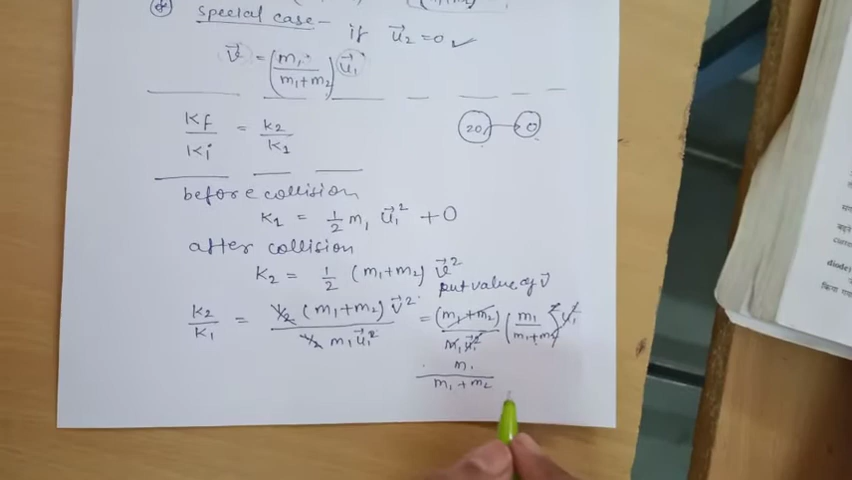 special case - if u⃗2 = 0 ✓
v⃗ = (m1 / m1+m2) u⃗1
Kf / Ki = K2 / K1
20 → 0
before collision
K1 = 1/2 m1 u⃗1² + 0
after collision
K2 = 1/2 (m1+m2) v⃗²
put value of v⃗
K2 / K1 = 1/2 (m1+m2) v⃗² / 1/2 m1 u⃗1² = (m1+m2) / m1 u⃗1² (m1 / m1+m2)² u⃗1²
m1 / m1+m2